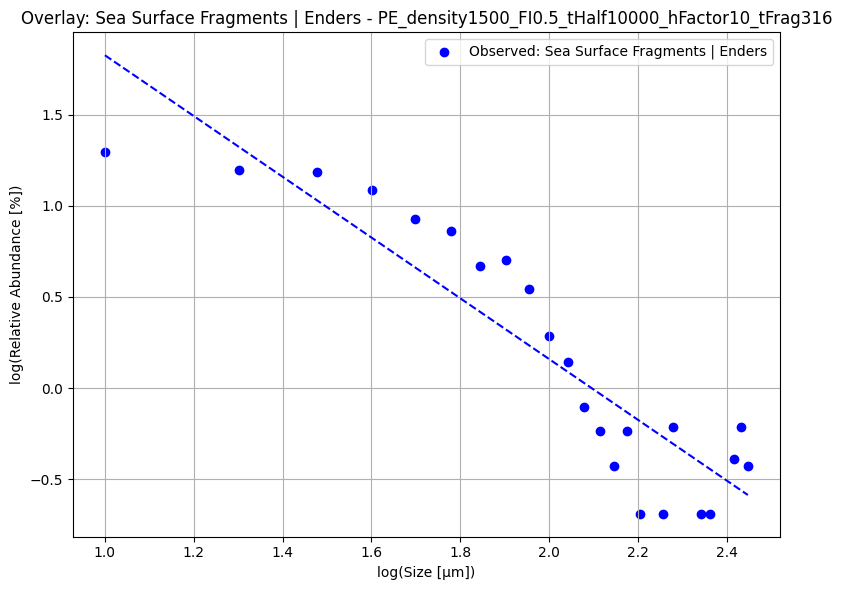 Overlay: Sea Surface Fragments | Enders - PE_density1500_FI0.5_tHalf10000_hFactor10_tFrag316
Observed: Sea Surface Fragments | Enders
log(Relative Abundance [%])
1.5
1.0
0.5
0.0
−0.5
1.0 1.2 1.4 1.6 1.8 2.0 2.2 2.4
log(Size [µm])